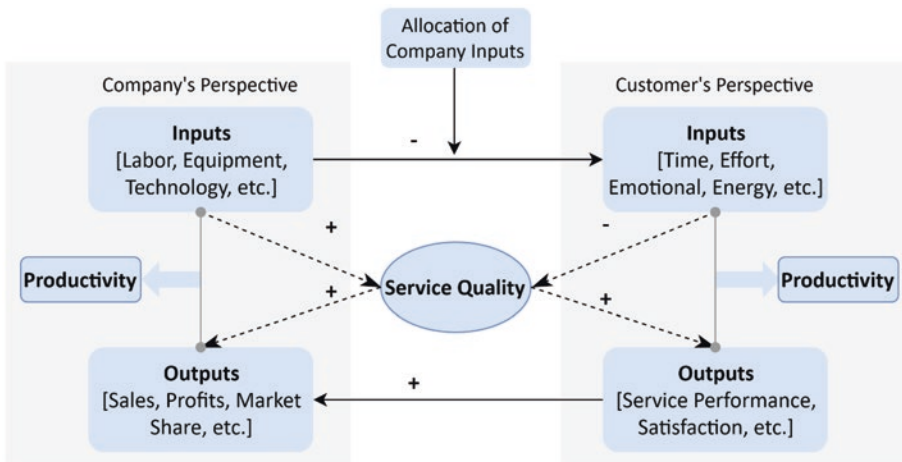 Allocation of
Company Inputs
Company's Perspective
Customer's Perspective
Inputs
[Labor, Equipment,
Technology, etc.]
-
Inputs
[Time, Effort,
Emotional, Energy, etc.]
+
-
Productivity
Service Quality
Productivity
+
+
Outputs
[Sales, Profits, Market
Share, etc.]
+
Outputs
[Service Performance,
Satisfaction, etc.]